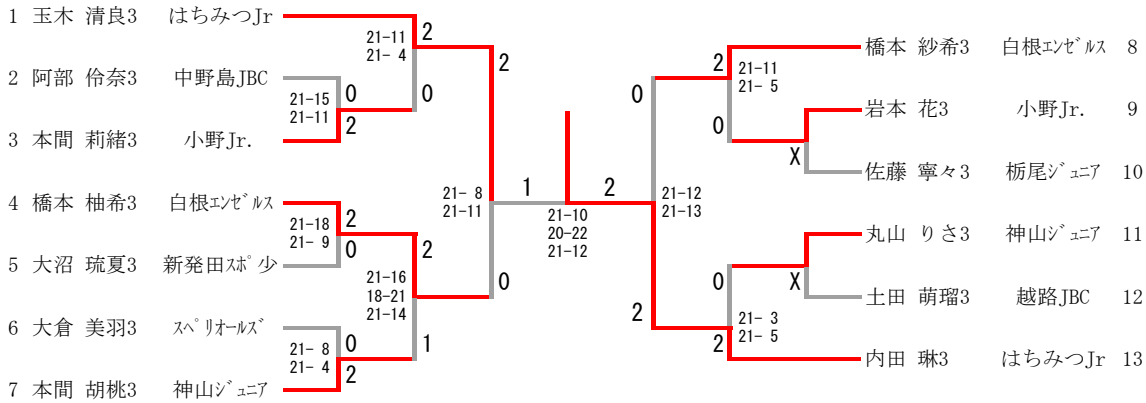 1 玉木 清良3 はちみつJr
2 阿部 伶奈3 中野島JBC
3 本間 莉緒3 小野Jr.
4 橋本 柚希3 白根ｴﾝｾﾞﾙｽ
5 大沼 琉夏3 新発田ｽﾎﾟ少
6 大倉 美羽3 ｽﾍﾟﾘｵｰﾙｽﾞ
7 本間 胡桃3 神山ｼﾞｭﾆｱ
21-15
21-11
0
2
21-18
21- 9
2
0
21- 8
21- 4
0
2
21-11
21- 4
2
0
21-16
18-21
21-14
2
1
21- 8
21-11
2
0
1
2
21-10
20-22
21-12
0
2
21-12
21-13
2
0
21-11
21- 5
0
2
21- 3
21- 5
X
X
橋本 紗希3 白根ｴﾝｾﾞﾙｽ 8
岩本 花3 小野Jr. 9
佐藤 寧々3 栃尾ｼﾞｭﾆｱ 10
丸山 りさ3 神山ｼﾞｭﾆｱ 11
土田 萌瑠3 越路JBC 12
内田 琳3 はちみつJr 13